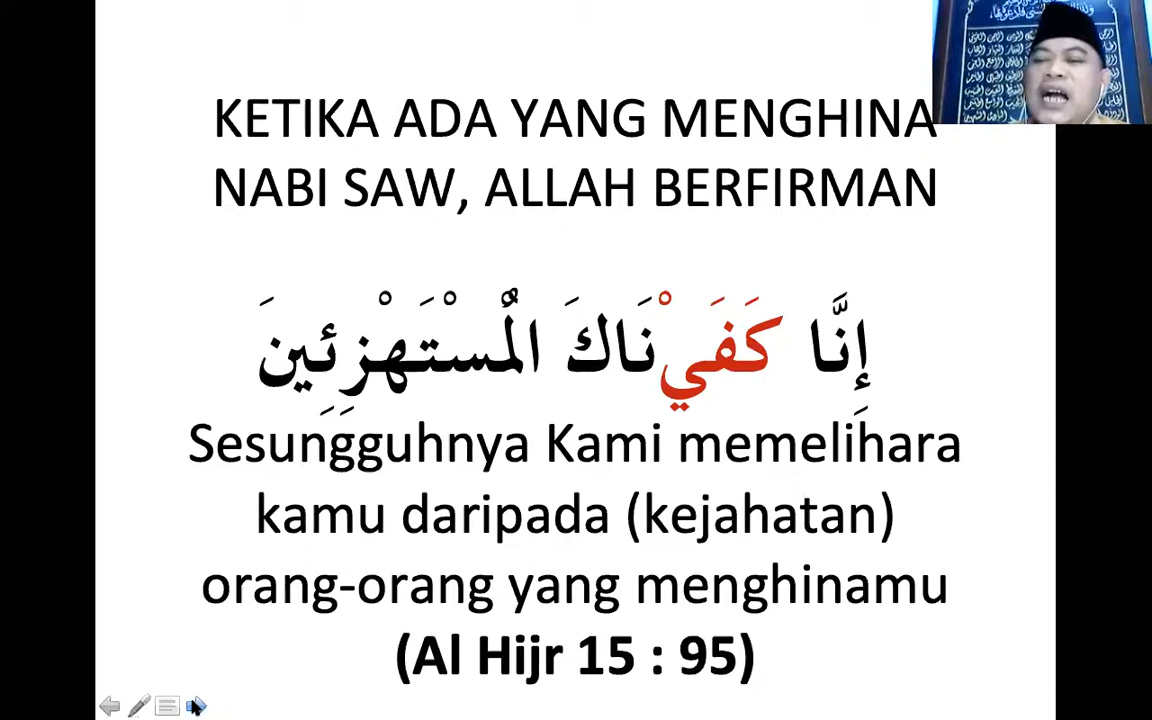 KETIKA ADA YANG MENGHINA
NABI SAW, ALLAH BERFIRMAN
إِنَّا كَفَيْنَاكَ الْمُسْتَهْزِئِينَ
Sesungguhnya Kami memelihara
kamu daripada (kejahatan)
orang-orang yang menghinamu
(Al Hijr 15 : 95)